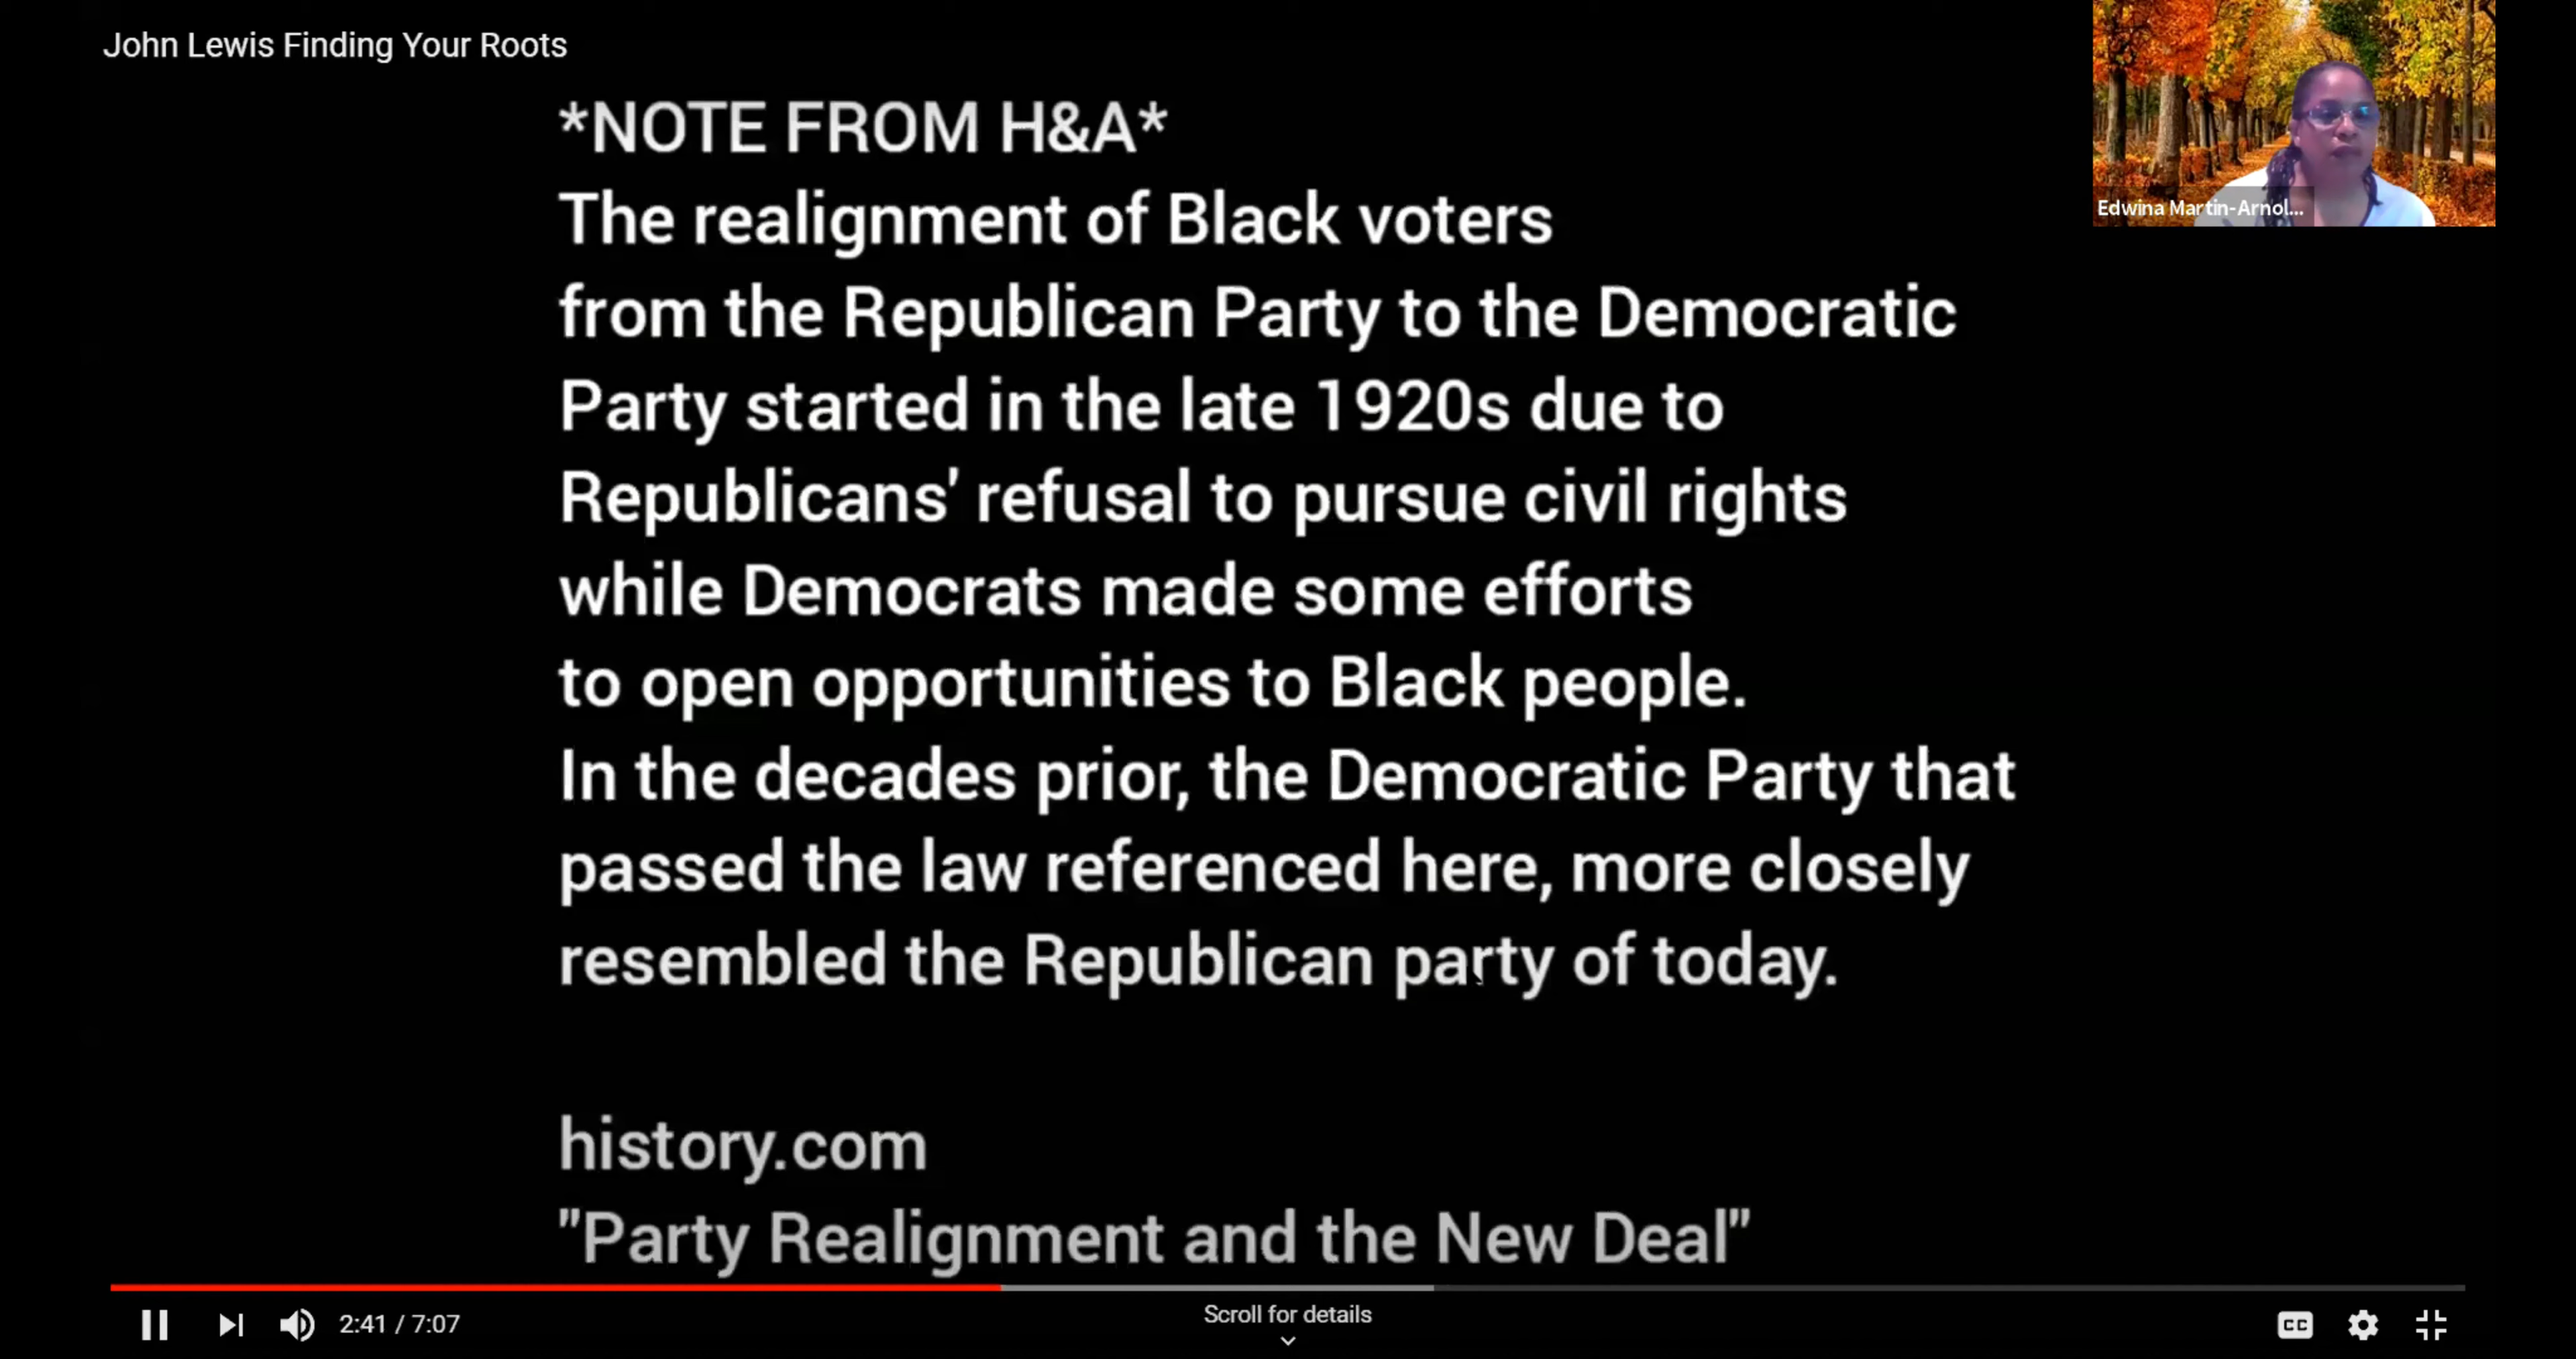 John Lewis Finding Your Roots
Edwina Martin-Arnol...
*NOTE FROM H&A*
The realignment of Black voters
from the Republican Party to the Democratic
Party started in the late 1920s due to
Republicans' refusal to pursue civil rights
while Democrats made some efforts
to open opportunities to Black people.
In the decades prior, the Democratic Party that
passed the law referenced here, more closely
resembled the Republican party of today.
history.com
"Party Realignment and the New Deal"
2:41 / 7:07
Scroll for details
CC